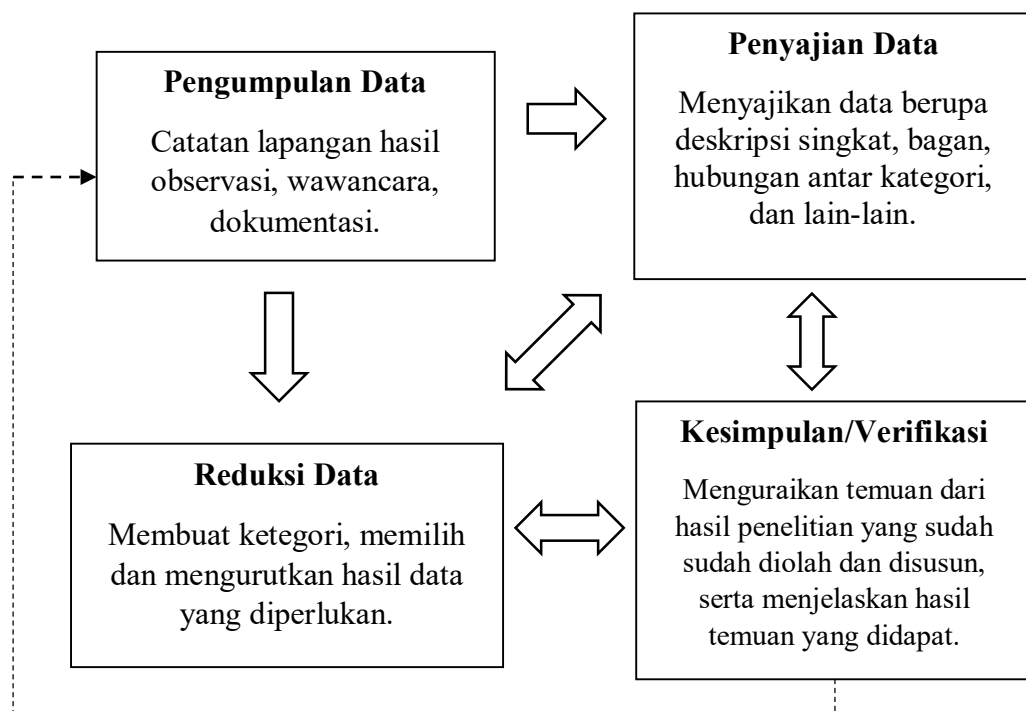 Pengumpulan Data
Catatan lapangan hasil
observasi, wawancara,
dokumentasi.
Penyajian Data
Menyajikan data berupa
deskripsi singkat, bagan,
hubungan antar kategori,
dan lain-lain.
Reduksi Data
Membuat ketegori, memilih
dan mengurutkan hasil data
yang diperlukan.
Kesimpulan/Verifikasi
Menguraikan temuan dari
hasil penelitian yang sudah
sudah diolah dan disusun,
serta menjelaskan hasil
temuan yang didapat.